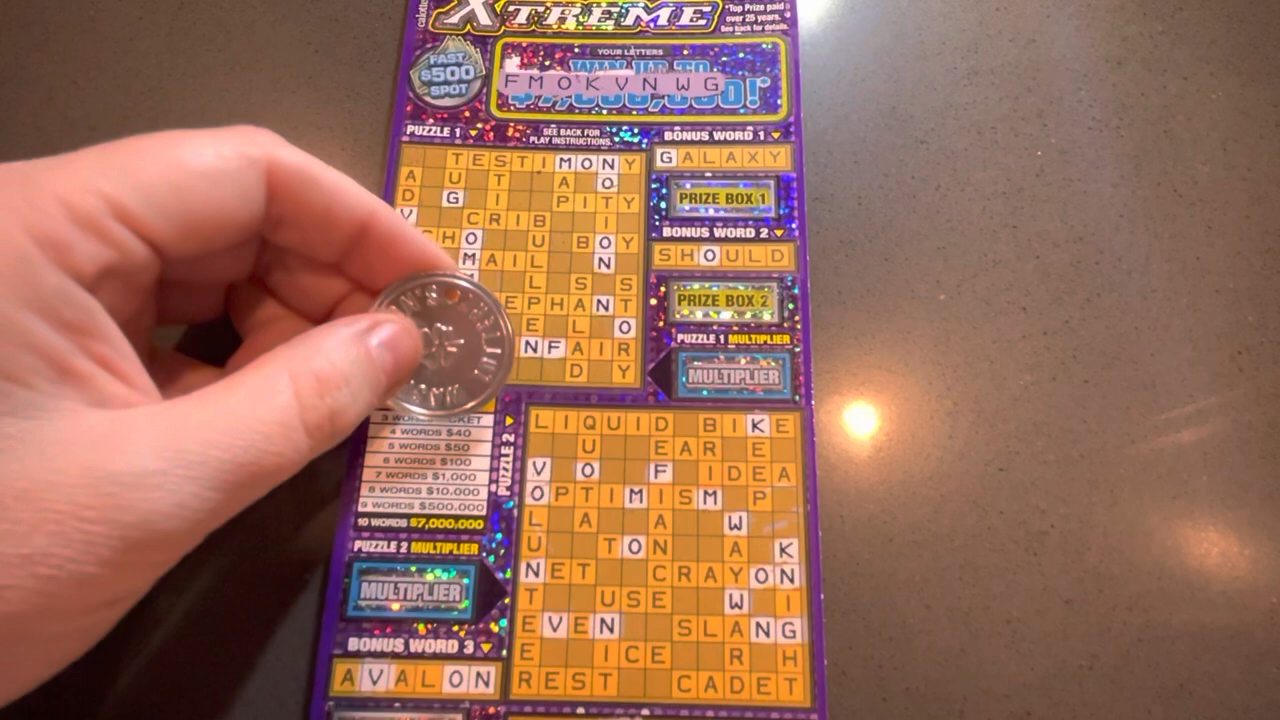 XTREME
*Top Prize paid
over 25 years.
See back for details.
FAST
$500
SPOT
YOUR LETTERS
WIN UP TO
F M O K V N W G
PUZZLE 1
SEE BACK FOR
PLAY INSTRUCTIONS.
BONUS WORD 1
GALAXY
PRIZE BOX 1
BONUS WORD 2
SHOULD
PRIZE BOX 2
PUZZLE 1 MULTIPLIER
MULTIPLIER
TESTIMONY
A U T A O
D G I PITY
V CRIB I
HO U BOY
MAIL N
M L S S
EPHANT
E L O
NFAIR
D Y
4 WORDS $40
5 WORDS $50
6 WORDS $100
7 WORDS $1,000
8 WORDS $10,000
9 WORDS $500,000
10 WORDS $7,000,000
PUZZLE 2 MULTIPLIER
MULTIPLIER
BONUS WORD 3
AVALON
PUZZLE 2
LIQUID BIKE
U EAR E
V O F IDEA
OPTIMISM P
L A A W
U TON A K
NET CRAYON
T USE W I
EVEN SLANG
E ICE R H
REST CADET